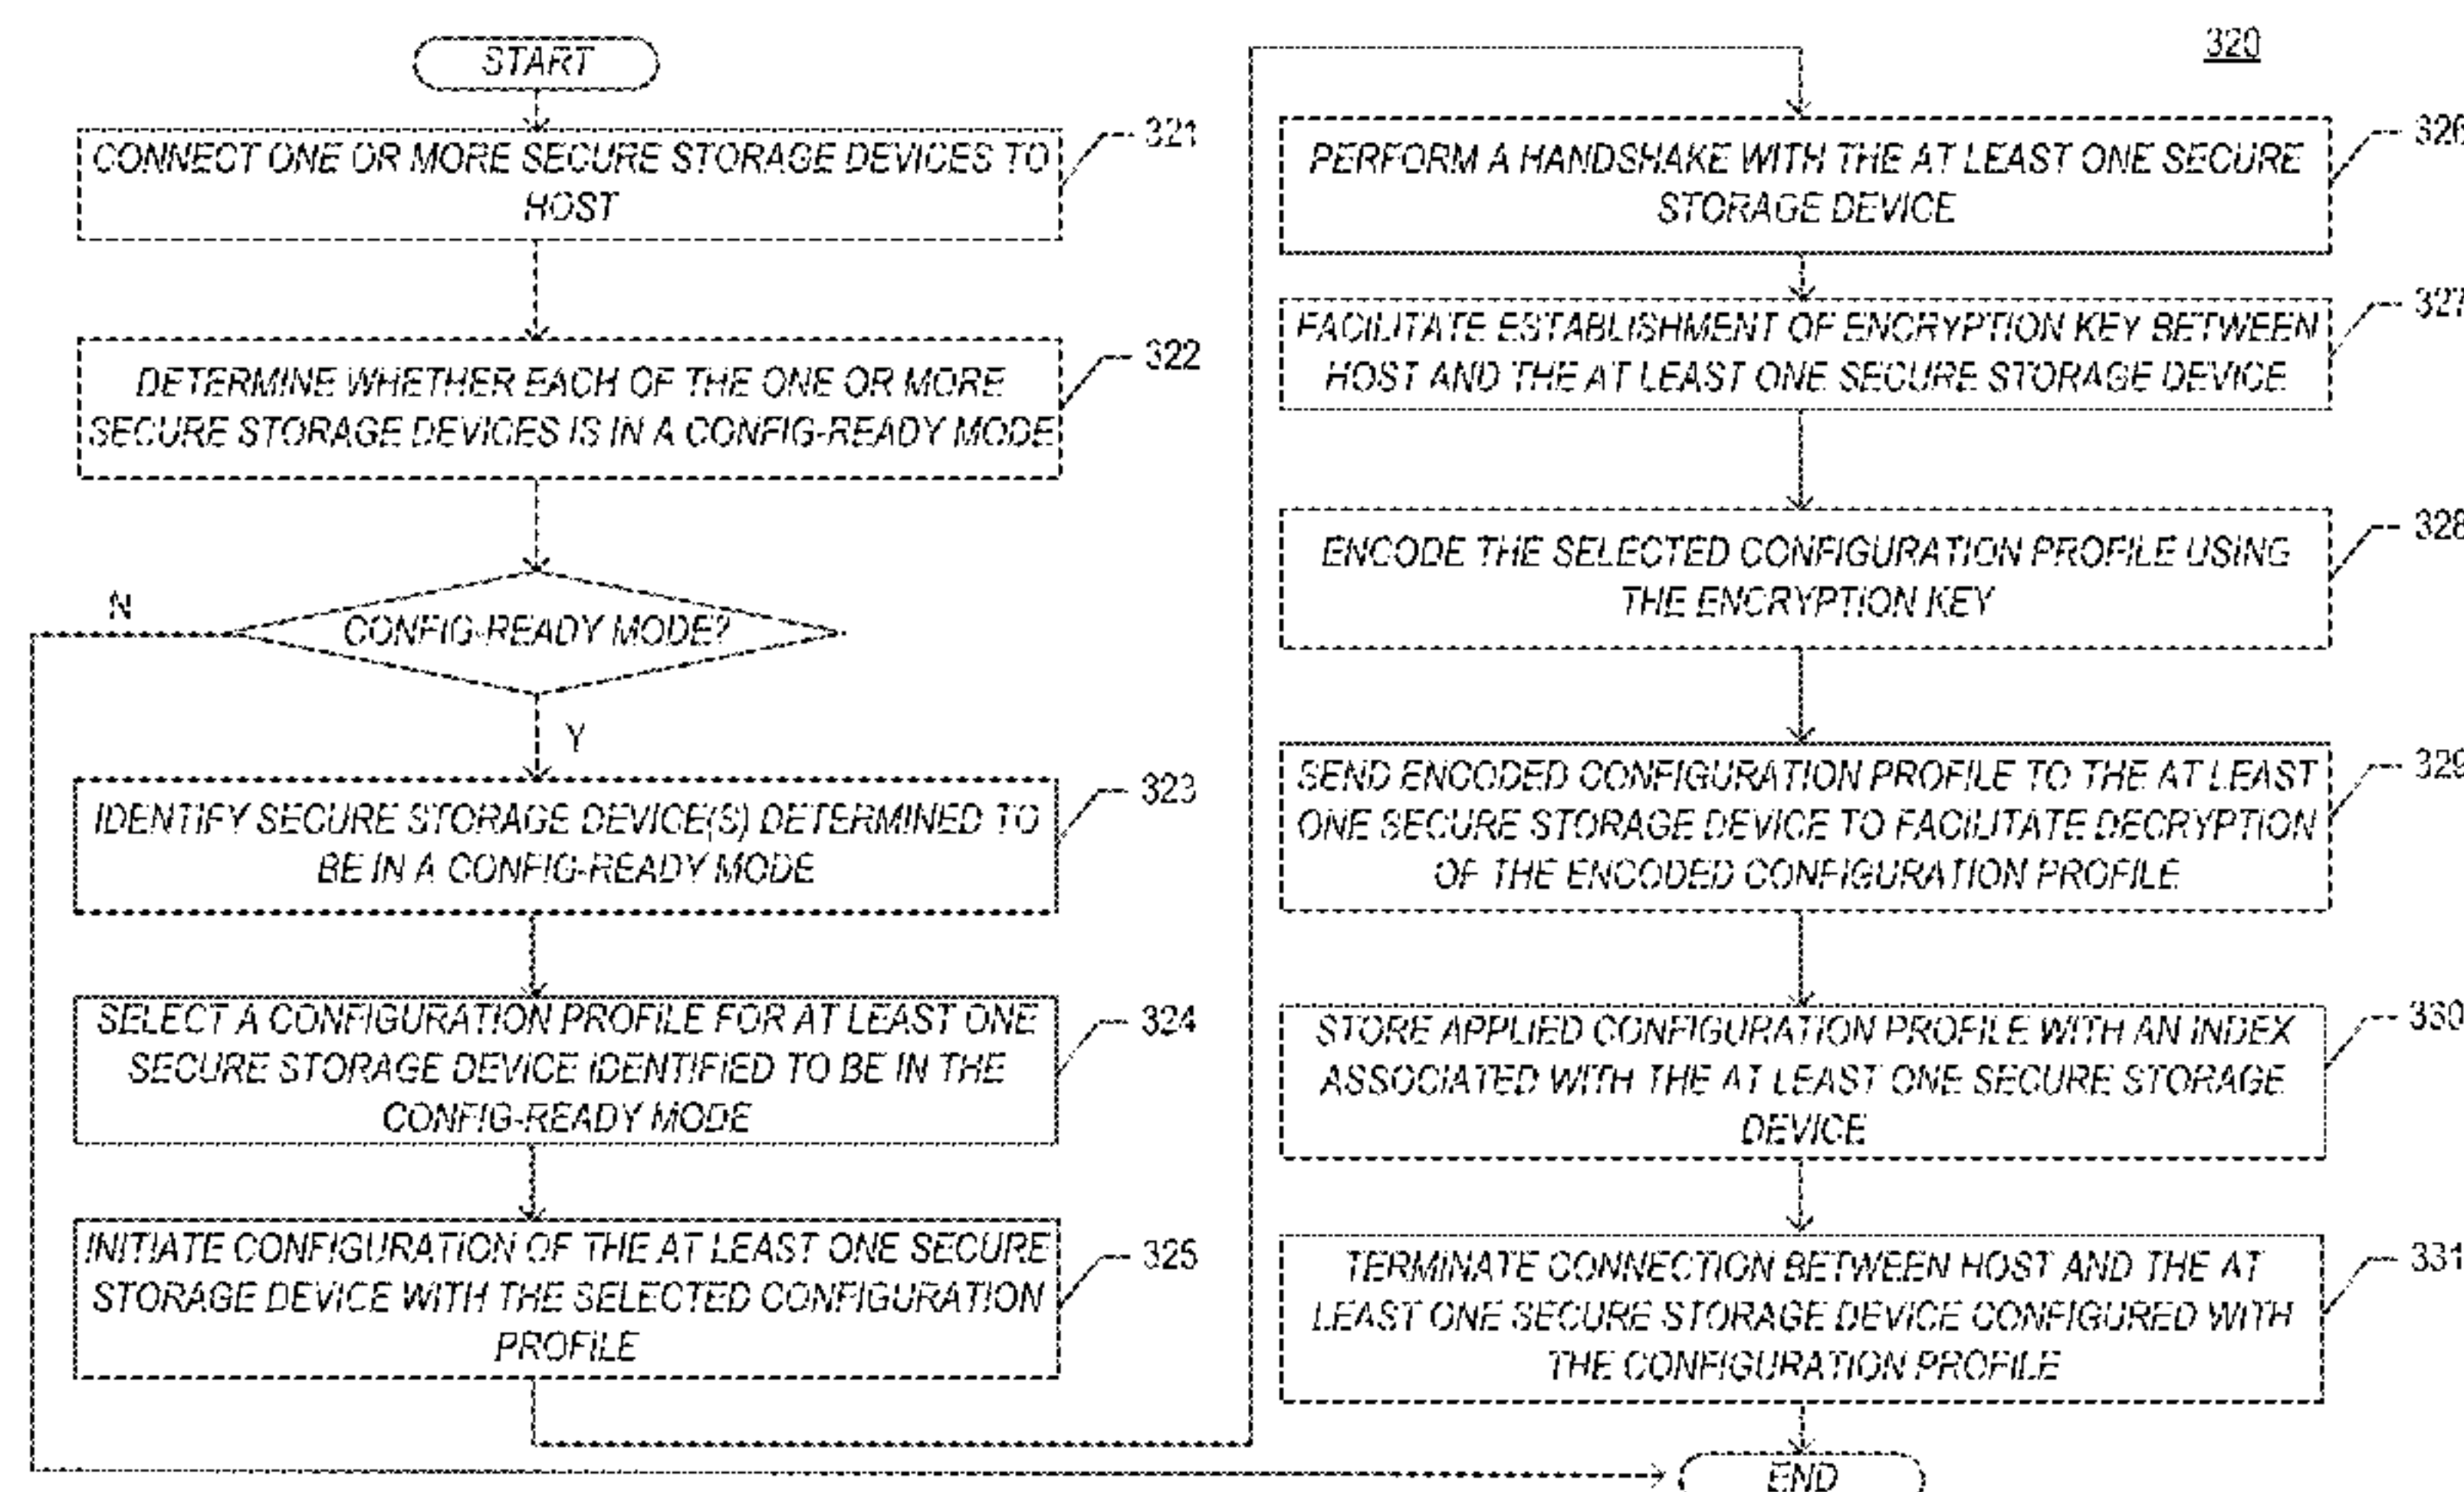 320
START
CONNECT ONE OR MORE SECURE STORAGE DEVICES TO
HOST
321
DETERMINE WHETHER EACH OF THE ONE OR MORE
SECURE STORAGE DEVICES IS IN A CONFIG-READY MODE
322
CONFIG-READY MODE?
N
Y
IDENTIFY SECURE STORAGE DEVICE(S) DETERMINED TO
BE IN A CONFIG-READY MODE
323
SELECT A CONFIGURATION PROFILE FOR AT LEAST ONE
SECURE STORAGE DEVICE IDENTIFIED TO BE IN THE
CONFIG-READY MODE
324
INITIATE CONFIGURATION OF THE AT LEAST ONE SECURE
STORAGE DEVICE WITH THE SELECTED CONFIGURATION
PROFILE
325
PERFORM A HANDSHAKE WITH THE AT LEAST ONE SECURE
STORAGE DEVICE
326
FACILITATE ESTABLISHMENT OF ENCRYPTION KEY BETWEEN
HOST AND THE AT LEAST ONE SECURE STORAGE DEVICE
327
ENCODE THE SELECTED CONFIGURATION PROFILE USING
THE ENCRYPTION KEY
328
SEND ENCODED CONFIGURATION PROFILE TO THE AT LEAST
ONE SECURE STORAGE DEVICE TO FACILITATE DECRYPTION
OF THE ENCODED CONFIGURATION PROFILE
329
STORE APPLIED CONFIGURATION PROFILE WITH AN INDEX
ASSOCIATED WITH THE AT LEAST ONE SECURE STORAGE
DEVICE
330
TERMINATE CONNECTION BETWEEN HOST AND THE AT
LEAST ONE SECURE STORAGE DEVICE CONFIGURED WITH
THE CONFIGURATION PROFILE
331
END